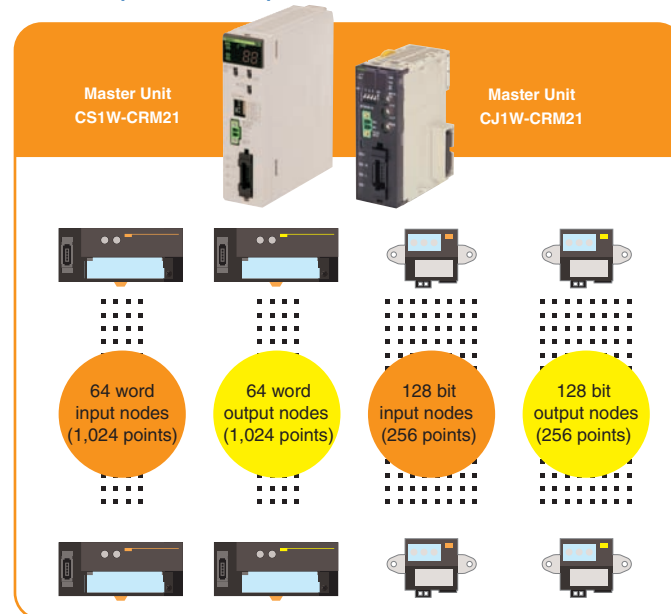 Master Unit
CS1W-CRM21
Master Unit
CJ1W-CRM21
64 word
input nodes
(1,024 points)
64 word
output nodes
(1,024 points)
128 bit
input nodes
(256 points)
128 bit
output nodes
(256 points)